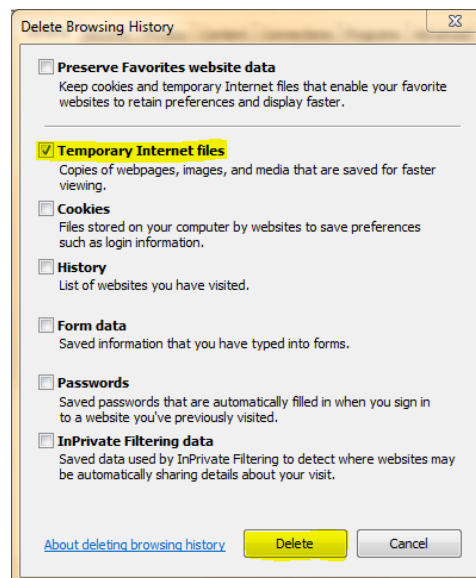 Delete Browsing History
Preserve Favorites website data
Keep cookies and temporary Internet files that enable your favorite
websites to retain preferences and display faster.
Temporary Internet files
Copies of webpages, images, and media that are saved for faster
viewing.
Cookies
Files stored on your computer by websites to save preferences
such as login information.
History
List of websites you have visited.
Form data
Saved information that you have typed into forms.
Passwords
Saved passwords that are automatically filled in when you sign in
to a website you've previously visited.
InPrivate Filtering data
Saved data used by InPrivate Filtering to detect where websites may
be automatically sharing details about your visit.
About deleting browsing history Delete Cancel